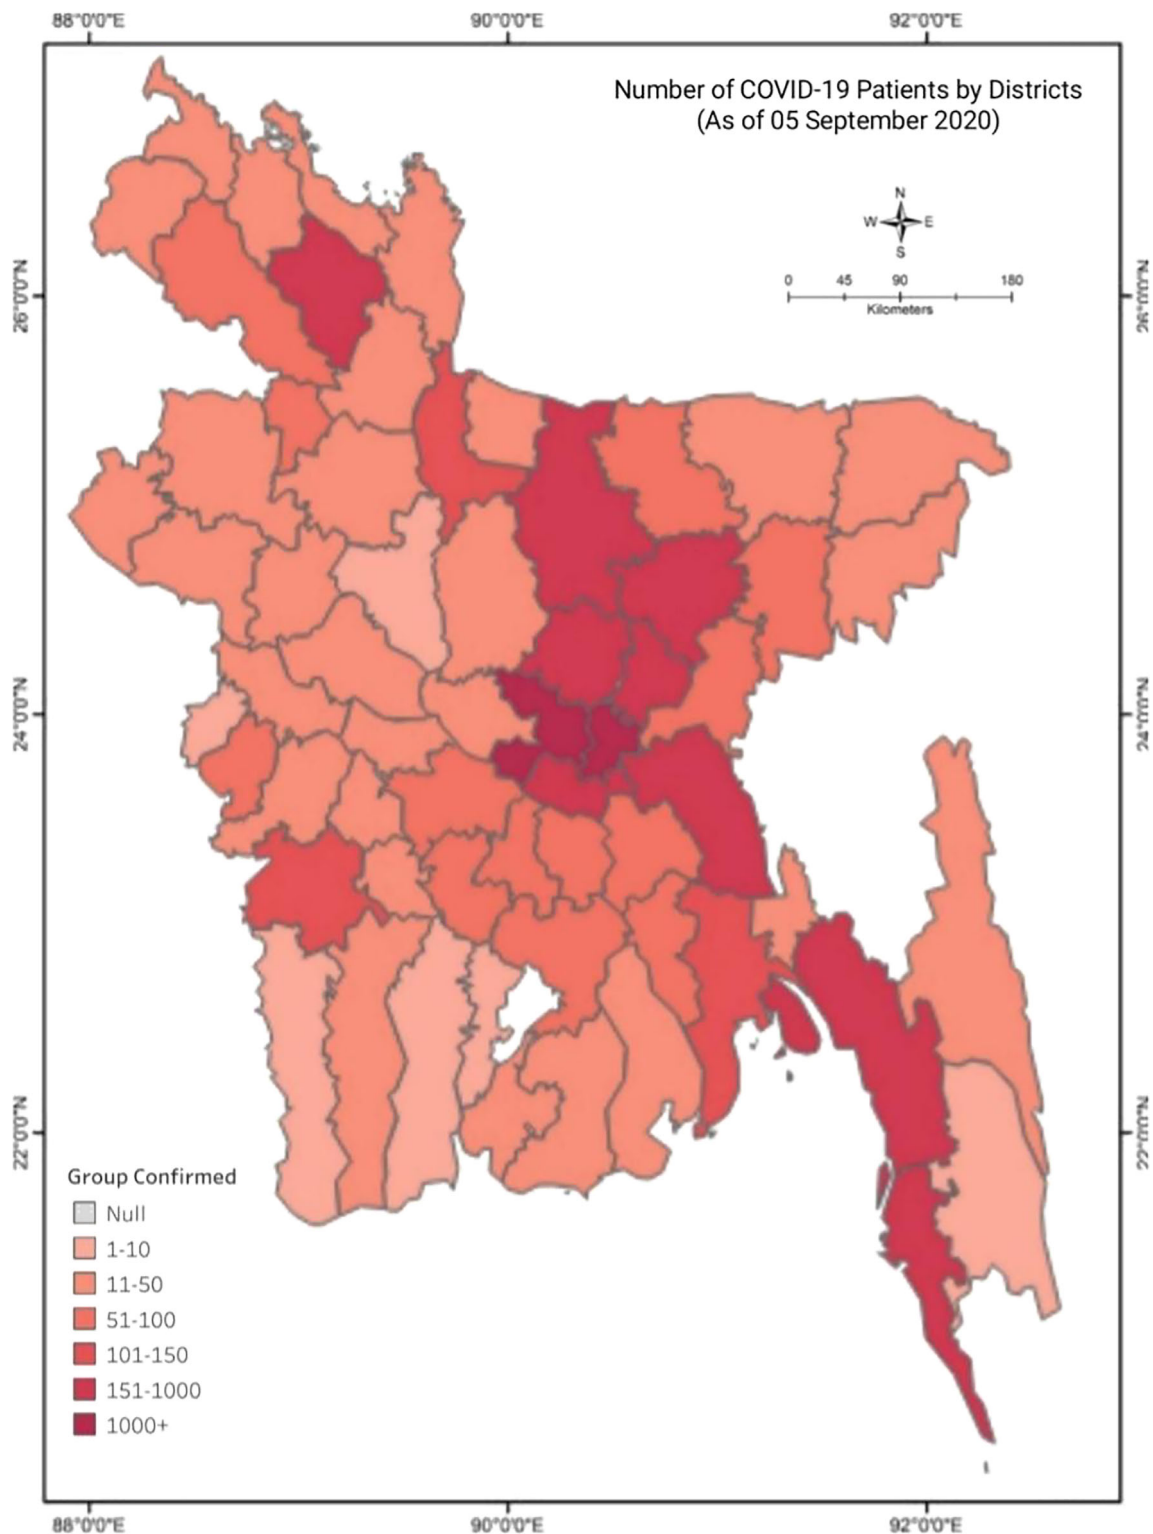 88°0'0"E 90°0'0"E 92°0'0"E
Number of COVID-19 Patients by Districts
(As of 05 September 2020)
N
W E
S
0 45 90 180
Kilometers
26°0'0"N 26°0'0"N
24°0'0"N 24°0'0"N
22°0'0"N 22°0'0"N
Group Confirmed
Null
1-10
11-50
51-100
101-150
151-1000
1000+
88°0'0"E 90°0'0"E 92°0'0"E